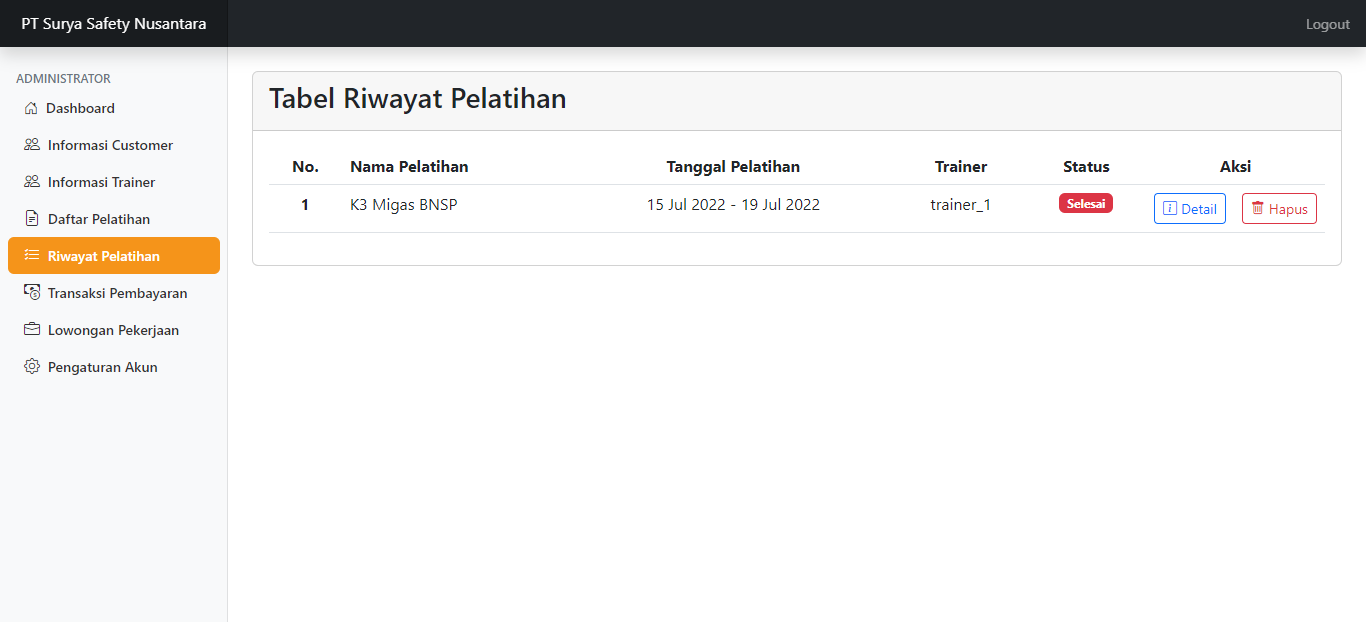 PT Surya Safety Nusantara
Logout
ADMINISTRATOR
Dashboard
Informasi Customer
Informasi Trainer
Daftar Pelatihan
Riwayat Pelatihan
Transaksi Pembayaran
Lowongan Pekerjaan
Pengaturan Akun
Tabel Riwayat Pelatihan
No. Nama Pelatihan Tanggal Pelatihan Trainer Status Aksi
1 K3 Migas BNSP 15 Jul 2022 - 19 Jul 2022 trainer_1 Selesai Detail Hapus